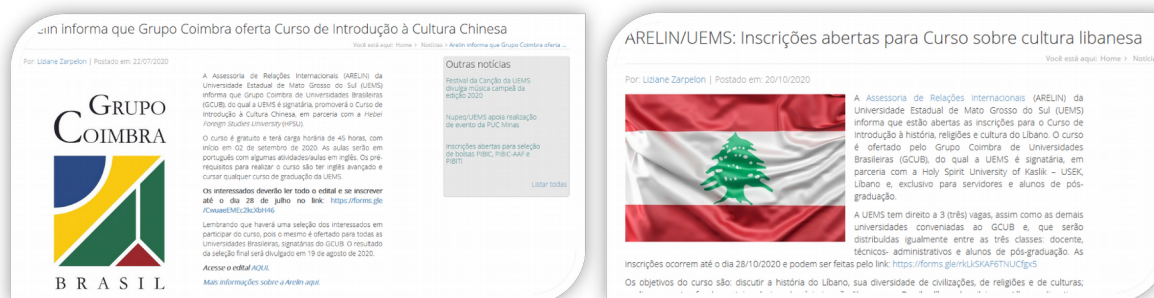 elin informa que Grupo Coimbra oferta Curso de Introdução à Cultura Chinesa
Você está aqui: Home > Notícias > Arelin informa que Grupo Coimbra oferta ...
Por: Liziane Zarpelon | Postado em: 22/07/2020
GRUPO
COIMBRA
BRASIL
A Assessoria de Relações Internacionais (ARELIN) da
Universidade Estadual de Mato Grosso do Sul (UEMS)
informa que Grupo Coimbra de Universidades Brasileiras
(GCUB), do qual a UEMS é signatária, promoverá o Curso de
Introdução à Cultura Chinesa, em parceria com a Hebei
Foreign Studies University (HFSU)
O curso é gratuito e terá carga horária de 45 horas, com
início em 02 de setembro de 2020. As aulas serão em
português com algumas atividades/aulas em inglês. Os pré-
requisitos para realizar o curso são ter inglês avançado e
cursar qualquer curso de graduação da UEMS.
Os interessados deverão ler todo o edital e se inscrever
até o dia 28 de julho no link: https://forms.gle
/CwuaeEMEc2kcXbH46
Lembrando que haverá uma seleção dos interessados em
participar do curso, pois o mesmo é ofertado para todas as
Universidades Brasileiras, signatárias do GCUB. O resultado
da seleção final será divulgado em 19 de agosto de 2020.
Acesse o edital AQUI.
Mais informações sobre a Arelin aqui.
Outras notícias
Festival da Canção da UEMS
divulga música campeã da
edição 2020
Nupeq/UEMS apoia realização
de evento da PUC Minas
Inscrições abertas para seleção
de bolsas PIBIC, PIBIC-AAF e
PIBITI
Listar todas
ARELIN/UEMS: Inscrições abertas para Curso sobre cultura libanesa
Você está aqui: Home > Notícia
Por: Liziane Zarpelon | Postado em: 20/10/2020
A Assessoria de Relações Internacionais (ARELIN) da
Universidade Estadual de Mato Grosso do Sul (UEMS)
informa que estão abertas as inscrições para o Curso de
Introdução à história, religiões e cultura do Líbano. O curso
é ofertado pelo Grupo Coimbra de Universidades
Brasileiras (GCUB), do qual a UEMS é signatária, em
parceria com a Holy Spirit University of Kaslik – USEK,
Líbano e, exclusivo para servidores e alunos de pós-
graduação.
A UEMS tem direito a 3 (três) vagas, assim como as demais
universidades conveniadas ao GCUB e, que serão
distribuídas igualmente entre as três classes: docente,
técnicos- administrativos e alunos de pós-graduação. As
inscrições ocorrem até o dia 28/10/2020 e podem ser feitas pelo link: https://forms.gle/rkLkSKAF6TNUCfgx5
Os objetivos do curso são: discutir a história do Líbano, sua diversidade de civilizações, de religiões e de culturas;